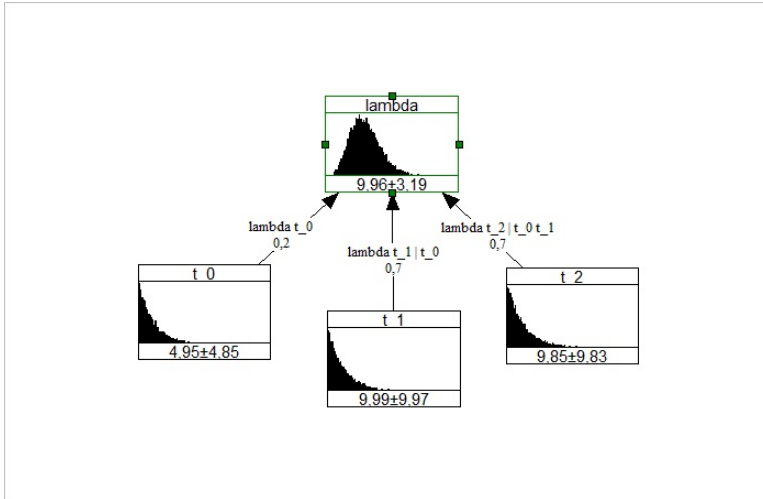 lambda
9,96±3,19
lambda t_0
0,2
lambda t_1 | t_0
0,7
lambda t_2 | t_0 t_1
0,7
t_0
4,95±4,85
t_1
9,99±9,97
t_2
9,85±9,83